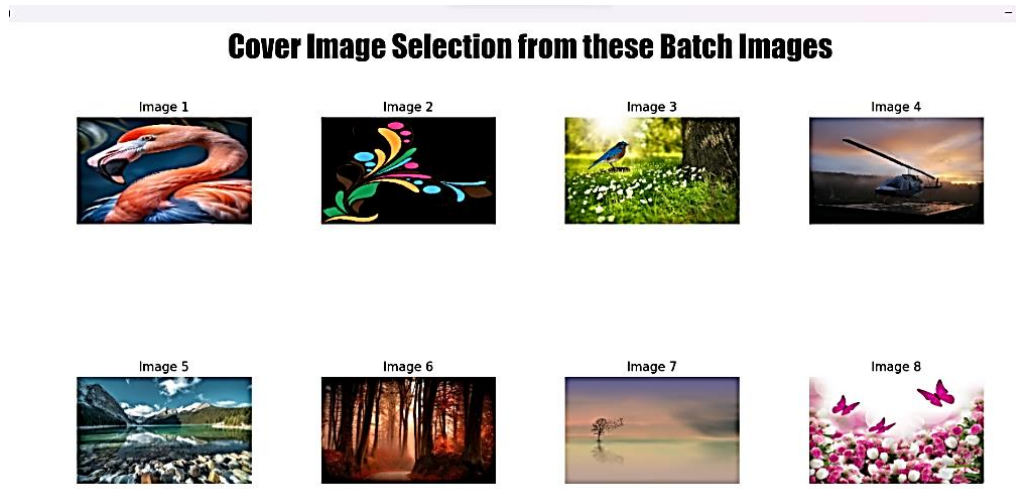 Cover Image Selection from these Batch Images
Image 1
Image 2
Image 3
Image 4
Image 5
Image 6
Image 7
Image 8